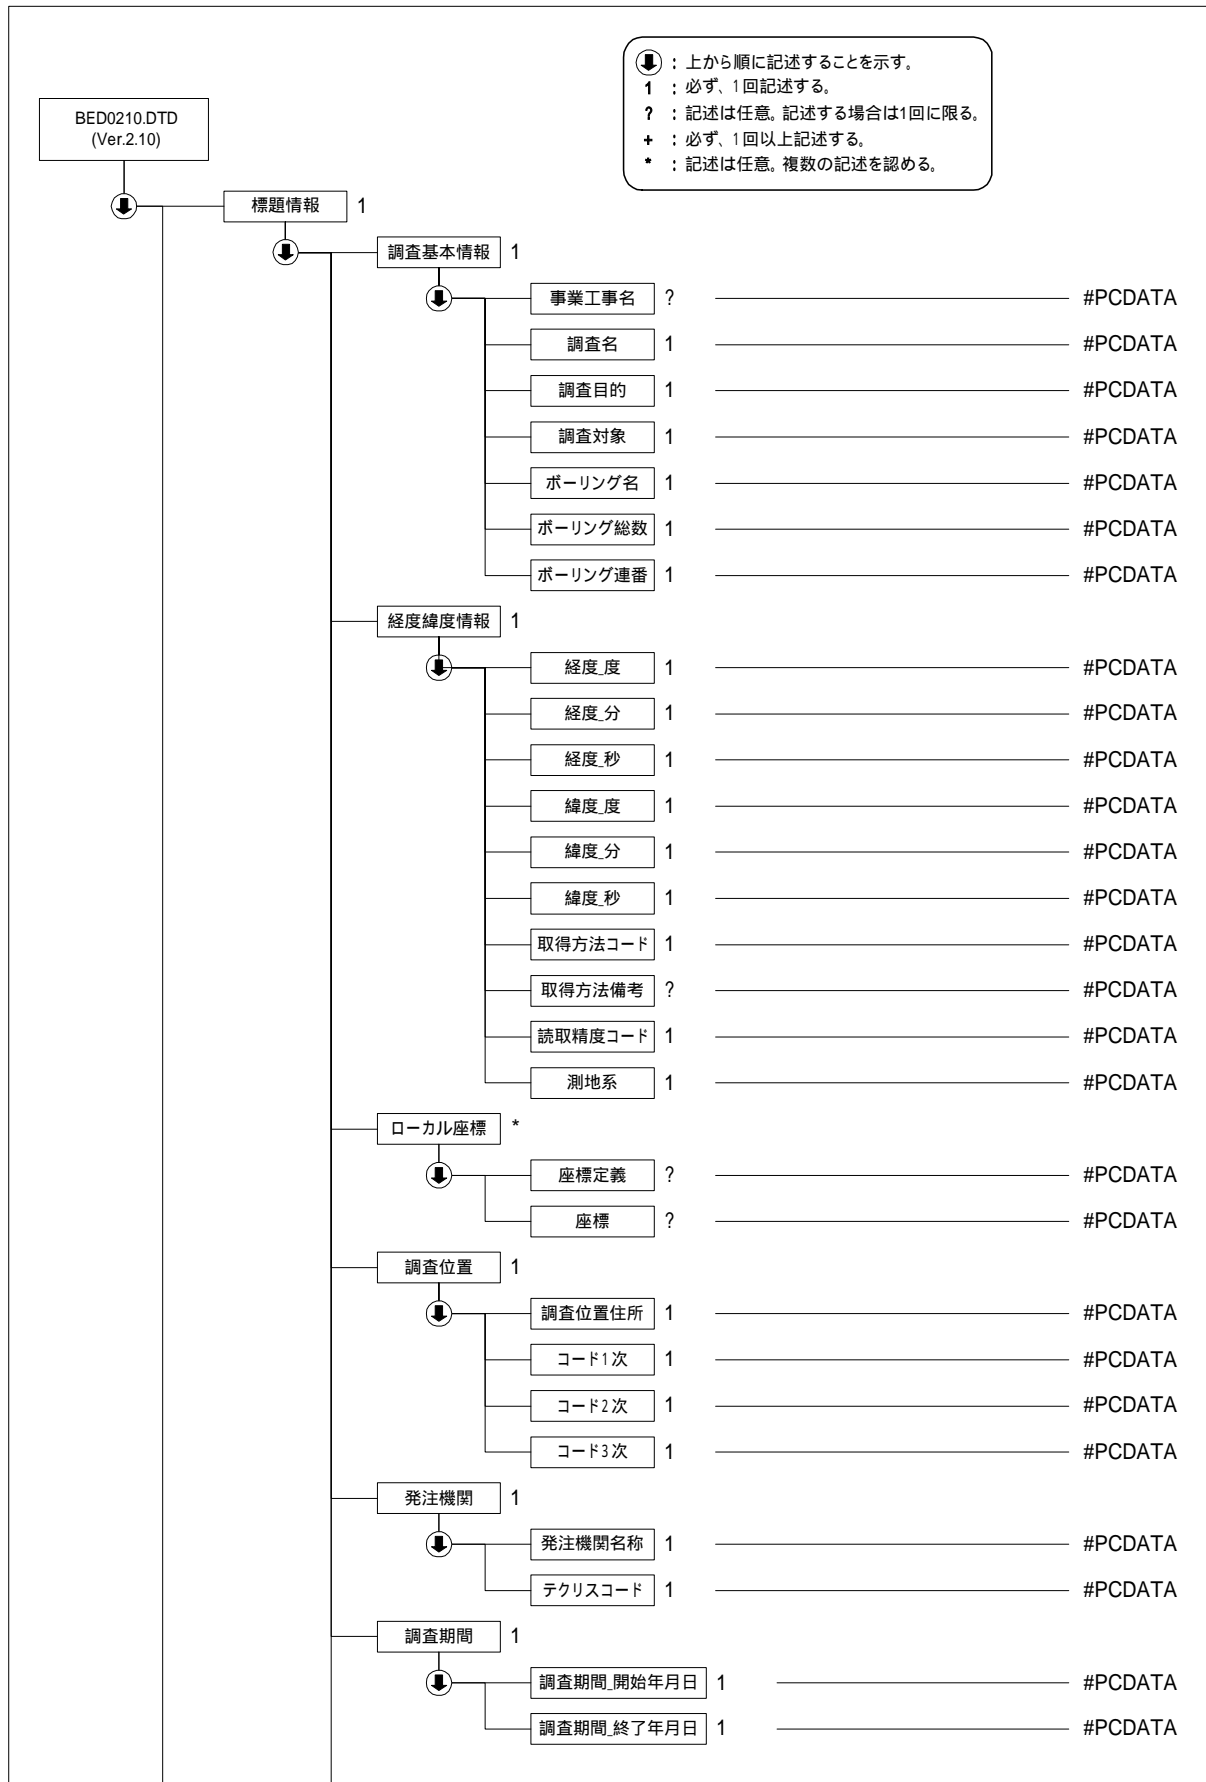 ：上から順に記述することを示す。
1 ：必ず、1回記述する。
? ：記述は任意。記述する場合は1回に限る。
+ ：必ず、1回以上記述する。
* ：記述は任意。複数の記述を認める。
BED0210.DTD
(Ver.2.10)
標題情報 1
調査基本情報 1
事業工事名 ? #PCDATA
調査名 1 #PCDATA
調査目的 1 #PCDATA
調査対象 1 #PCDATA
ボーリング名 1 #PCDATA
ボーリング総数 1 #PCDATA
ボーリング連番 1 #PCDATA
経度緯度情報 1
経度_度 1 #PCDATA
経度_分 1 #PCDATA
経度_秒 1 #PCDATA
緯度_度 1 #PCDATA
緯度_分 1 #PCDATA
緯度_秒 1 #PCDATA
取得方法コード 1 #PCDATA
取得方法備考 ? #PCDATA
読取精度コード 1 #PCDATA
測地系 1 #PCDATA
ローカル座標 *
座標定義 ? #PCDATA
座標 ? #PCDATA
調査位置 1
調査位置住所 1 #PCDATA
コード1次 1 #PCDATA
コード2次 1 #PCDATA
コード3次 1 #PCDATA
発注機関 1
発注機関名称 1 #PCDATA
テクリスコード 1 #PCDATA
調査期間 1
調査期間_開始年月日 1 #PCDATA
調査期間_終了年月日 1 #PCDATA